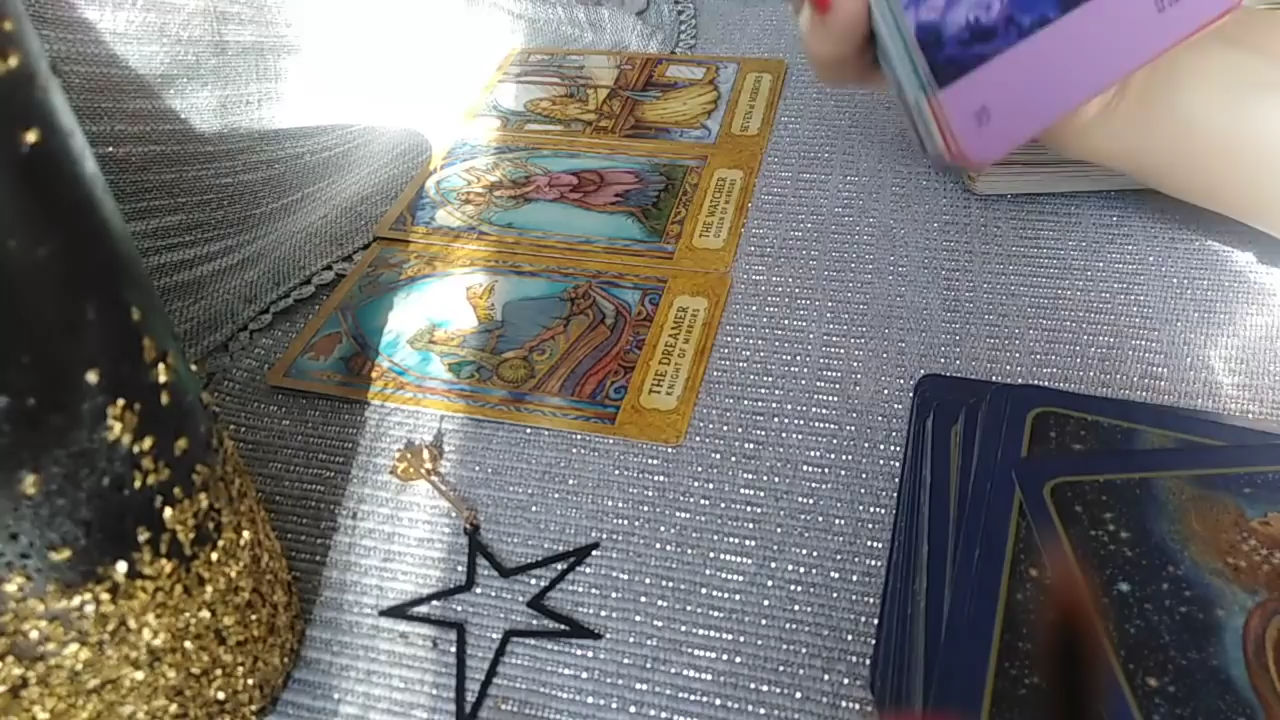 SEVEN of MIRRORS
THE WATCHER
QUEEN OF MIRRORS
THE DREAMER
KNIGHT OF MIRRORS